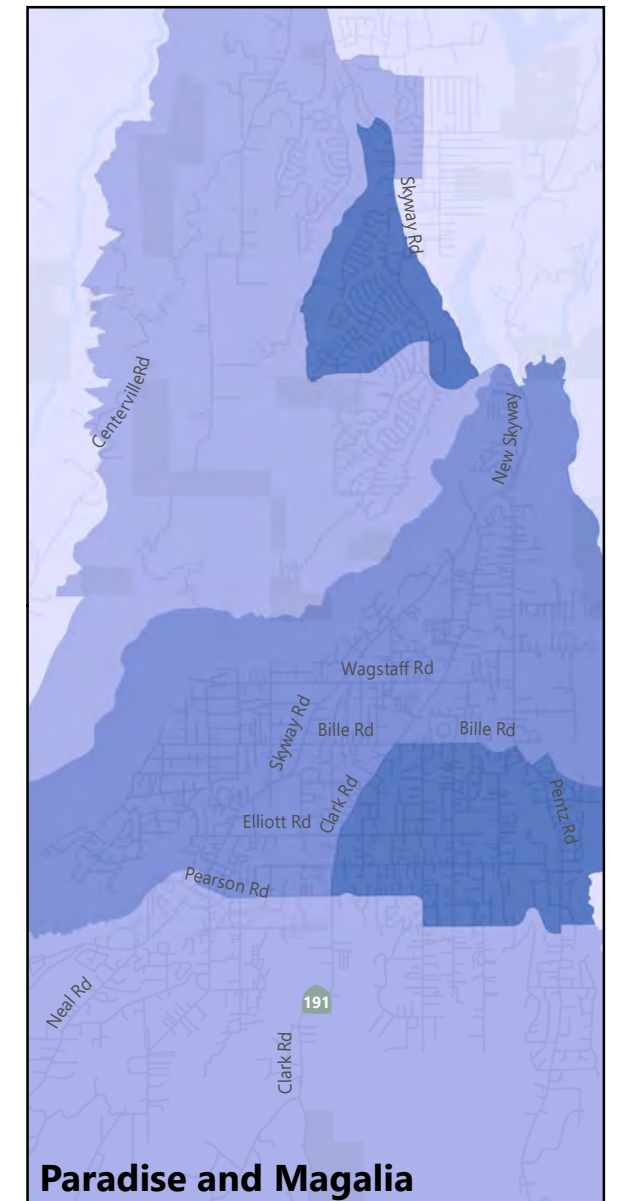 Skyway Rd
CentervilleRd
New Skyway
Wagstaff Rd
Skyway Rd
Bille Rd
Bille Rd
Clark Rd
Pentz Rd
Elliott Rd
Pearson Rd
Neal Rd
191
Clark Rd
Paradise and Magalia